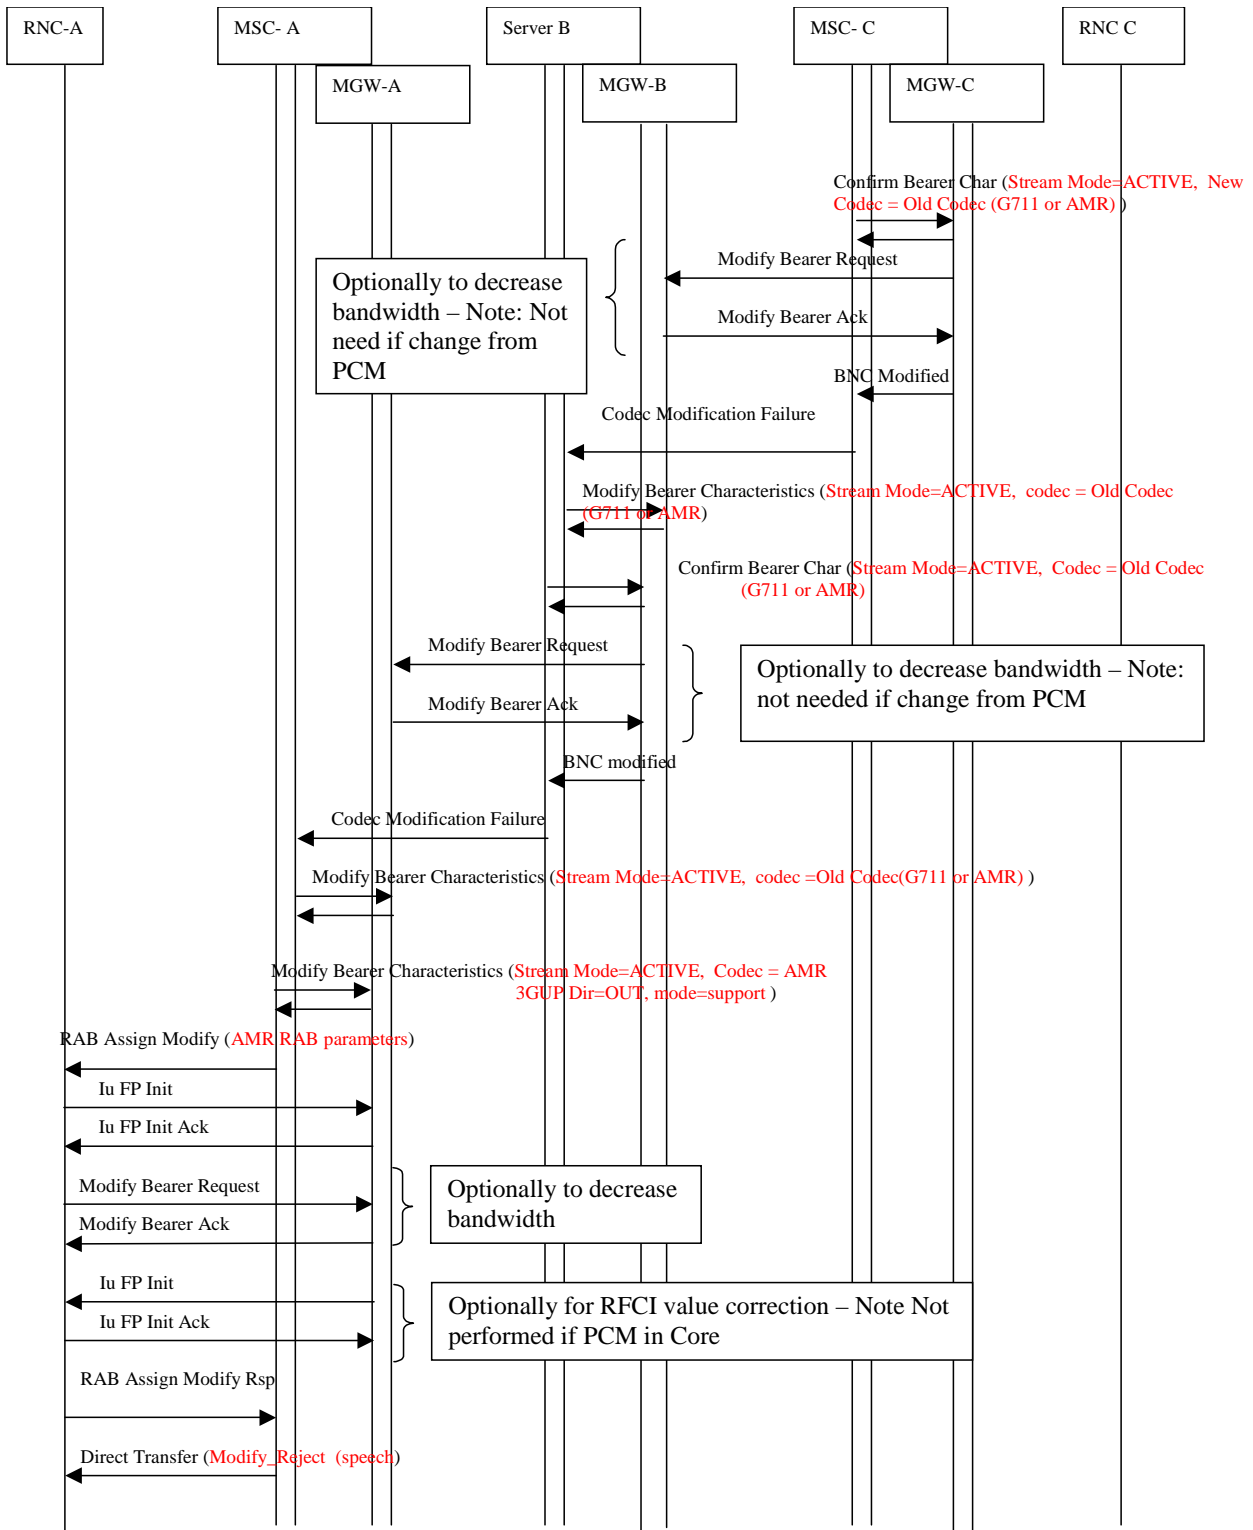 RNC-A
MSC- A
Server B
MSC- C
RNC C
MGW-A
MGW-B
MGW-C
Confirm Bearer Char (Stream Mode=ACTIVE,  New
Codec = Old Codec (G711 or AMR) )
Modify Bearer Request
Optionally to decrease
bandwidth – Note: Not
need if change from
PCM
Modify Bearer Ack
BNC Modified
Codec Modification Failure
Modify Bearer Characteristics (Stream Mode=ACTIVE,  codec = Old Codec
(G711 or AMR)
Confirm Bearer Char (Stream Mode=ACTIVE,  Codec = Old Codec
(G711 or AMR)
Modify Bearer Request
Optionally to decrease bandwidth – Note:
not needed if change from PCM
Modify Bearer Ack
BNC modified
Codec Modification Failure
Modify Bearer Characteristics (Stream Mode=ACTIVE,  codec =Old Codec(G711 or AMR) )
Modify Bearer Characteristics (Stream Mode=ACTIVE,  Codec = AMR
3GUP Dir=OUT, mode=support )
RAB Assign Modify (AMR RAB parameters)
Iu FP Init
Iu FP Init Ack
Modify Bearer Request
Optionally to decrease
bandwidth
Modify Bearer Ack
Iu FP Init
Optionally for RFCI value correction – Note Not
performed if PCM in Core
Iu FP Init Ack
RAB Assign Modify Rsp
Direct Transfer (Modify_Reject  (speech)